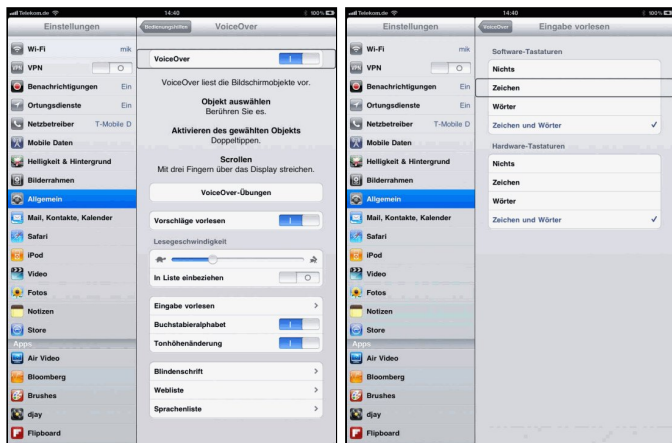 Telekom.de 14:40 100%
Einstellungen
Bedienungshilfen VoiceOver
Wi-Fi mik
VPN
Benachrichtigungen Ein
Ortungsdienste Ein
Netzbetreiber T-Mobile D
Mobile Daten
Helligkeit & Hintergrund
Bilderrahmen
Allgemein
Mail, Kontakte, Kalender
Safari
iPod
Video
Fotos
Notizen
Store
Apps
Air Video
Bloomberg
Brushes
djay
Flipboard
VoiceOver
VoiceOver liest die Bildschirmobjekte vor.
Objekt auswählen
Berühren Sie es.
Aktivieren des gewählten Objekts
Doppeltippen.
Scrollen
Mit drei Fingern über das Display streichen.
VoiceOver-Übungen
Vorschläge vorlesen
Lesegeschwindigkeit
In Liste einbeziehen
Eingabe vorlesen
Buchstabieralphabet
Tonhöhenänderung
Blindenschrift
Webliste
Sprachenliste
Telekom.de 14:40 100%
Einstellungen
VoiceOver Eingabe vorlesen
Wi-Fi mik
VPN
Benachrichtigungen Ein
Ortungsdienste Ein
Netzbetreiber T-Mobile D
Mobile Daten
Helligkeit & Hintergrund
Bilderrahmen
Allgemein
Mail, Kontakte, Kalender
Safari
iPod
Video
Fotos
Notizen
Store
Apps
Air Video
Bloomberg
Brushes
djay
Flipboard
Software-Tastaturen
Nichts
Zeichen
Wörter
Zeichen und Wörter
Hardware-Tastaturen
Nichts
Zeichen
Wörter
Zeichen und Wörter